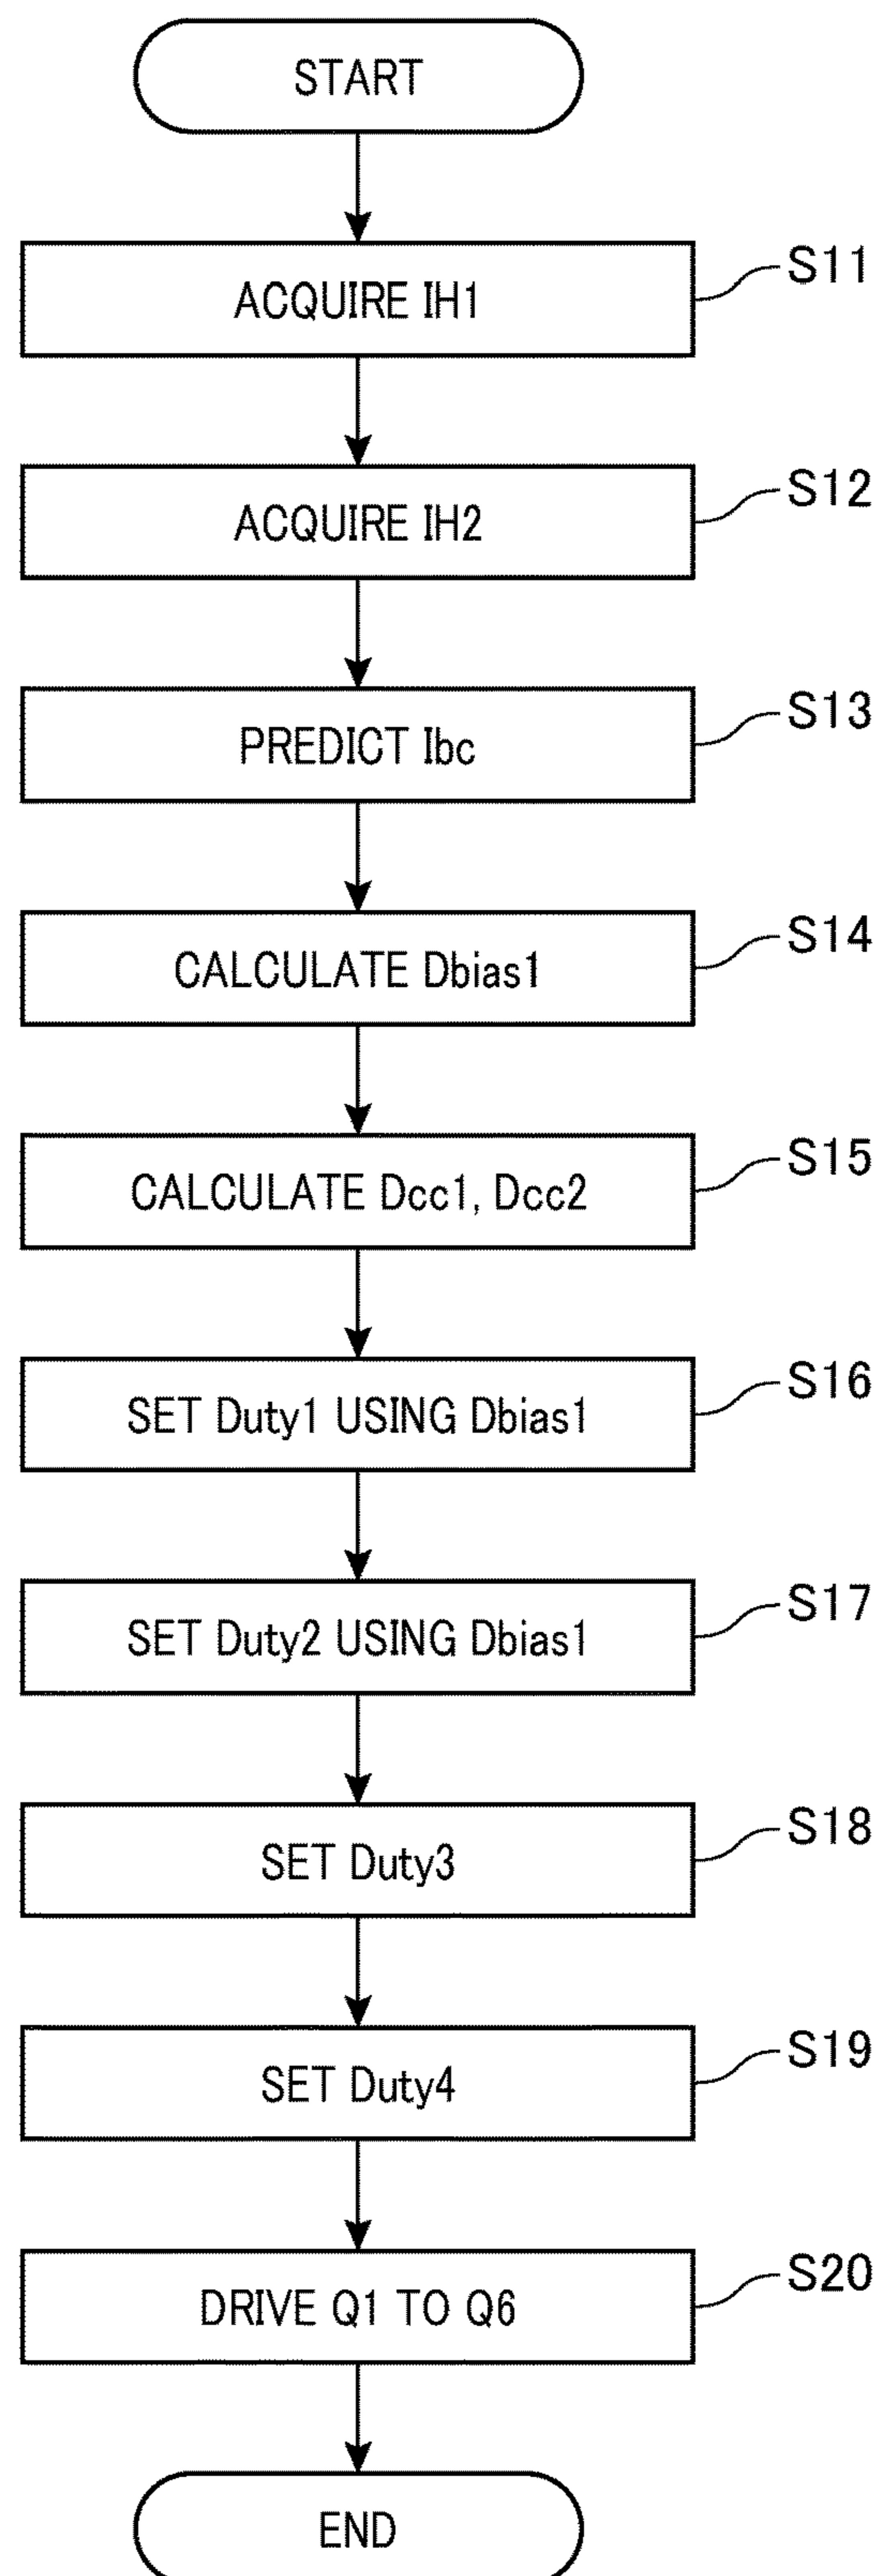 START
ACQUIRE IH1
S11
ACQUIRE IH2
S12
PREDICT Ibc
S13
CALCULATE Dbias1
S14
CALCULATE Dcc1, Dcc2
S15
SET Duty1 USING Dbias1
S16
SET Duty2 USING Dbias1
S17
SET Duty3
S18
SET Duty4
S19
DRIVE Q1 TO Q6
S20
END